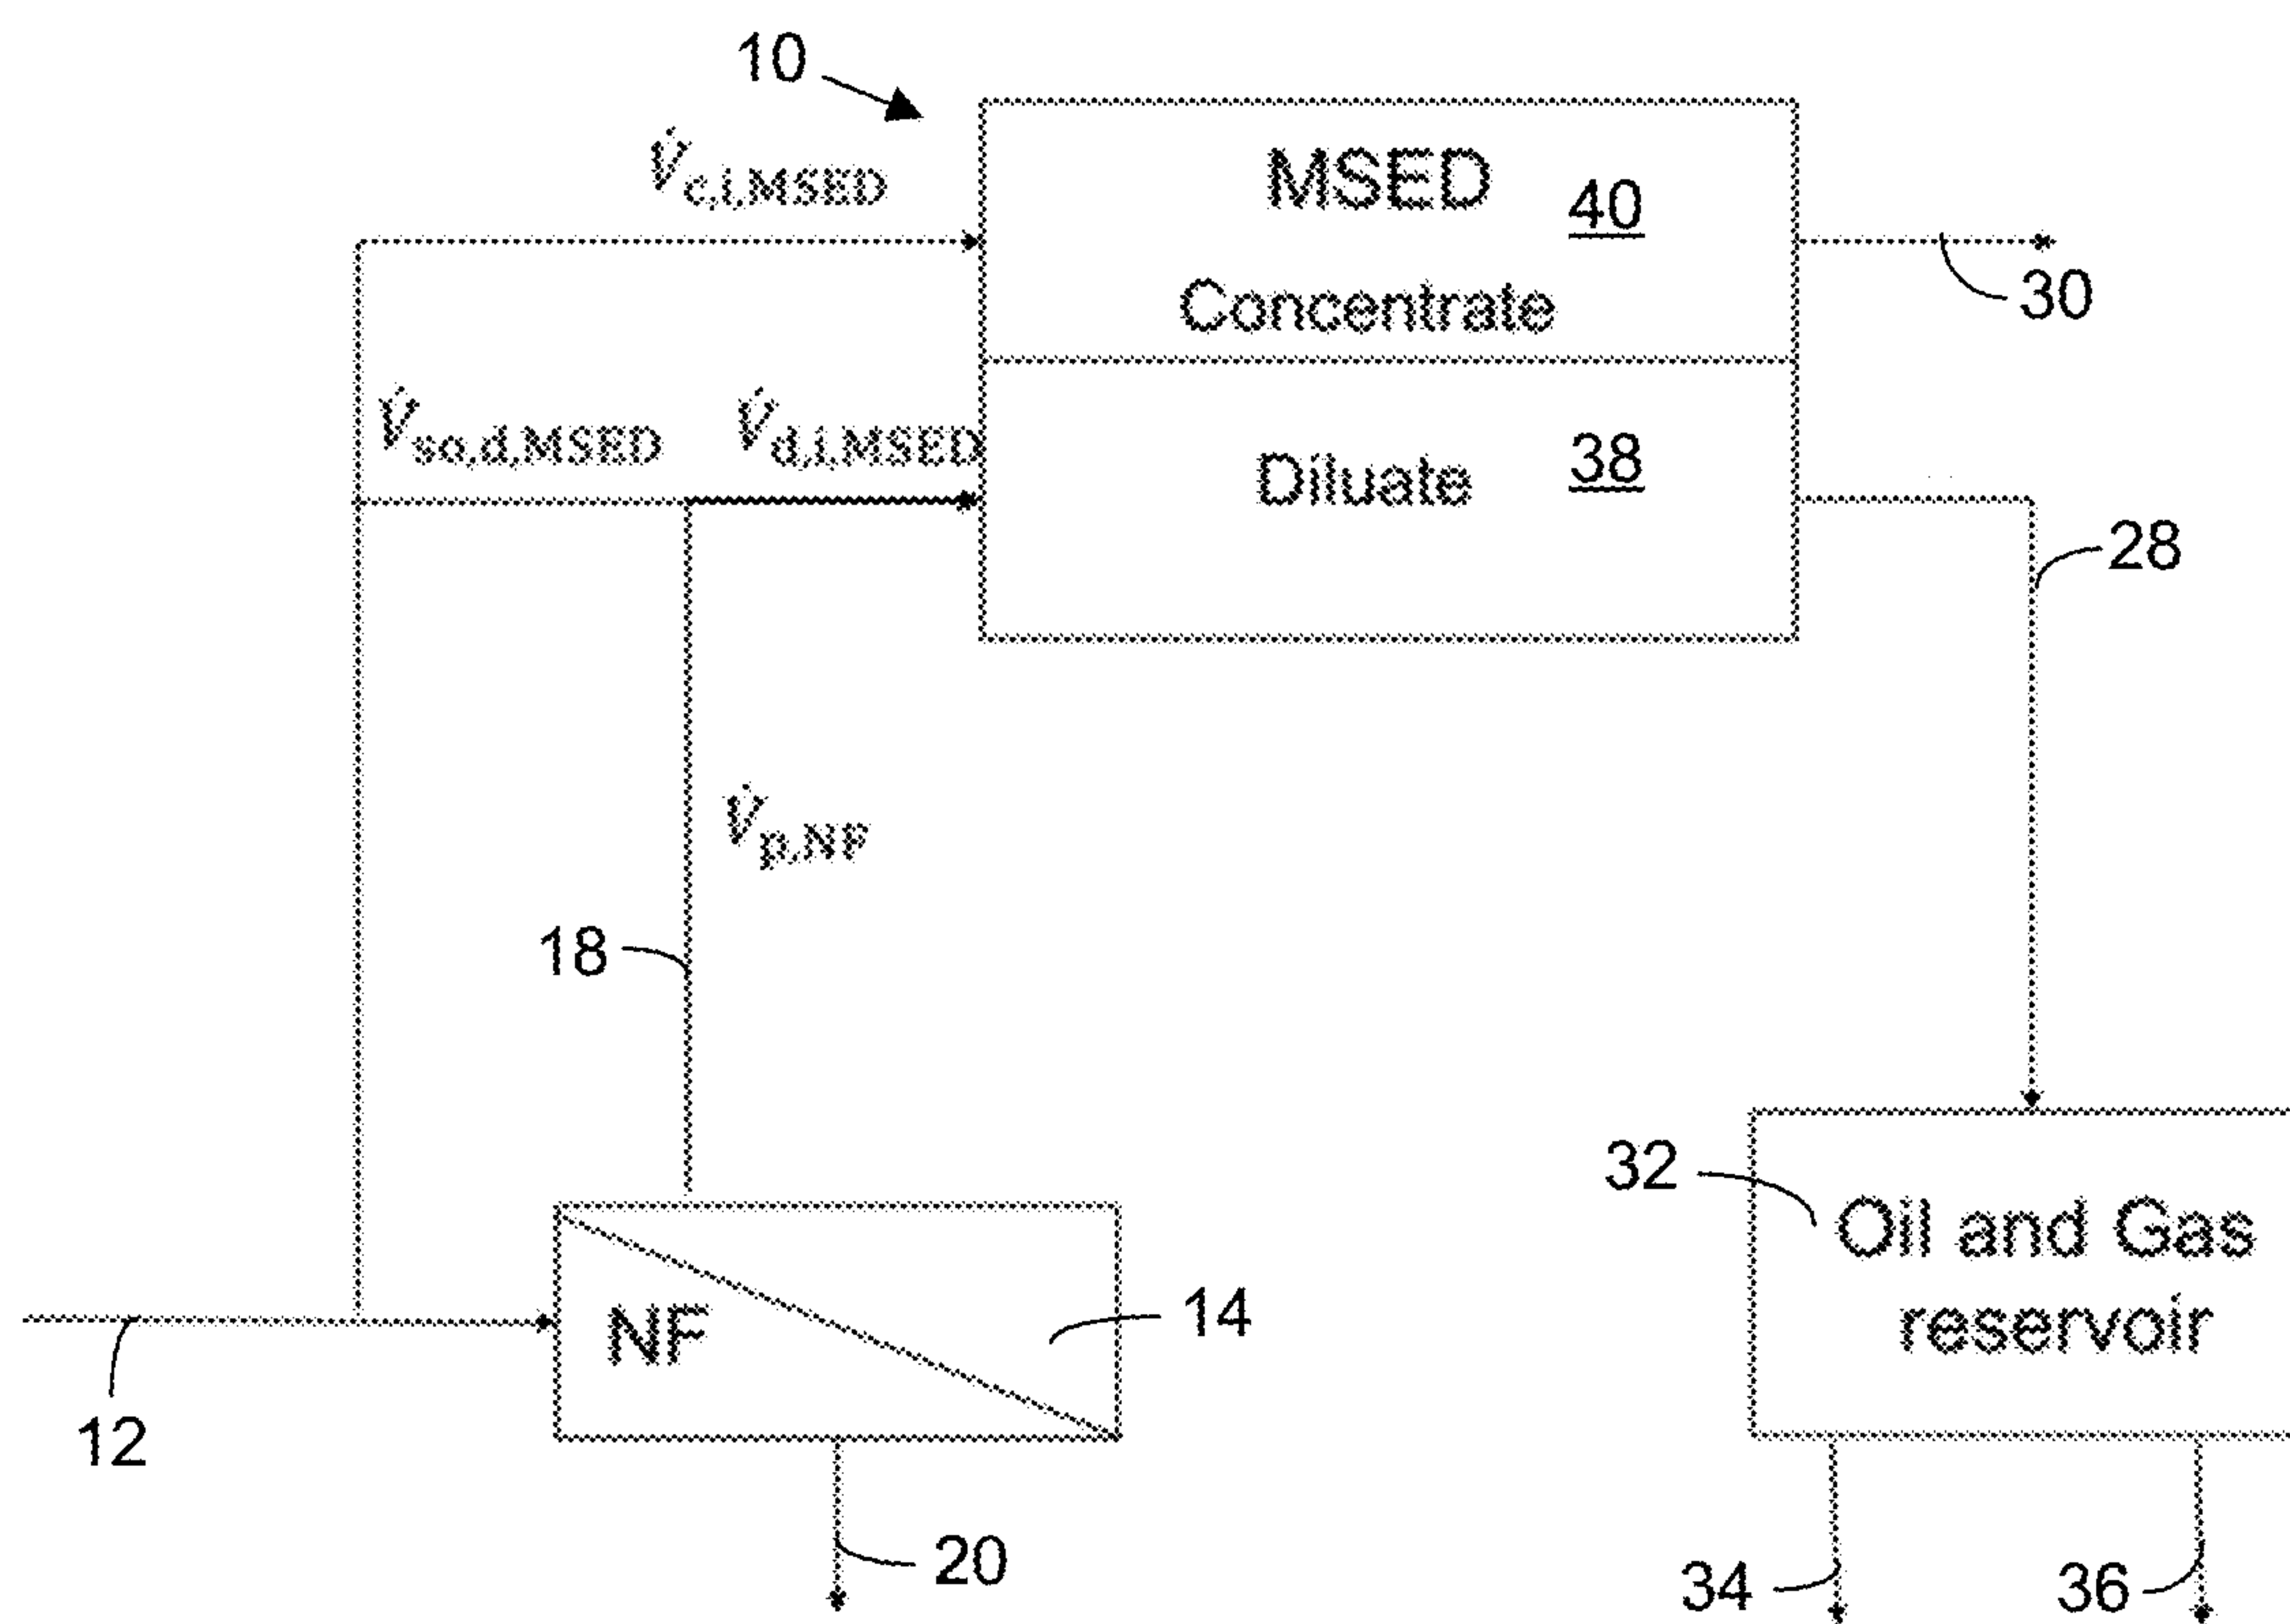 10
V̇c,i,MSED
MSED 40
Concentrate
30
V̇so,d,MSED V̇d,i,MSED
Diluate 38
28
V̇p,NF
18
32
Oil and Gas
reservoir
NF
14
12
20
34
36